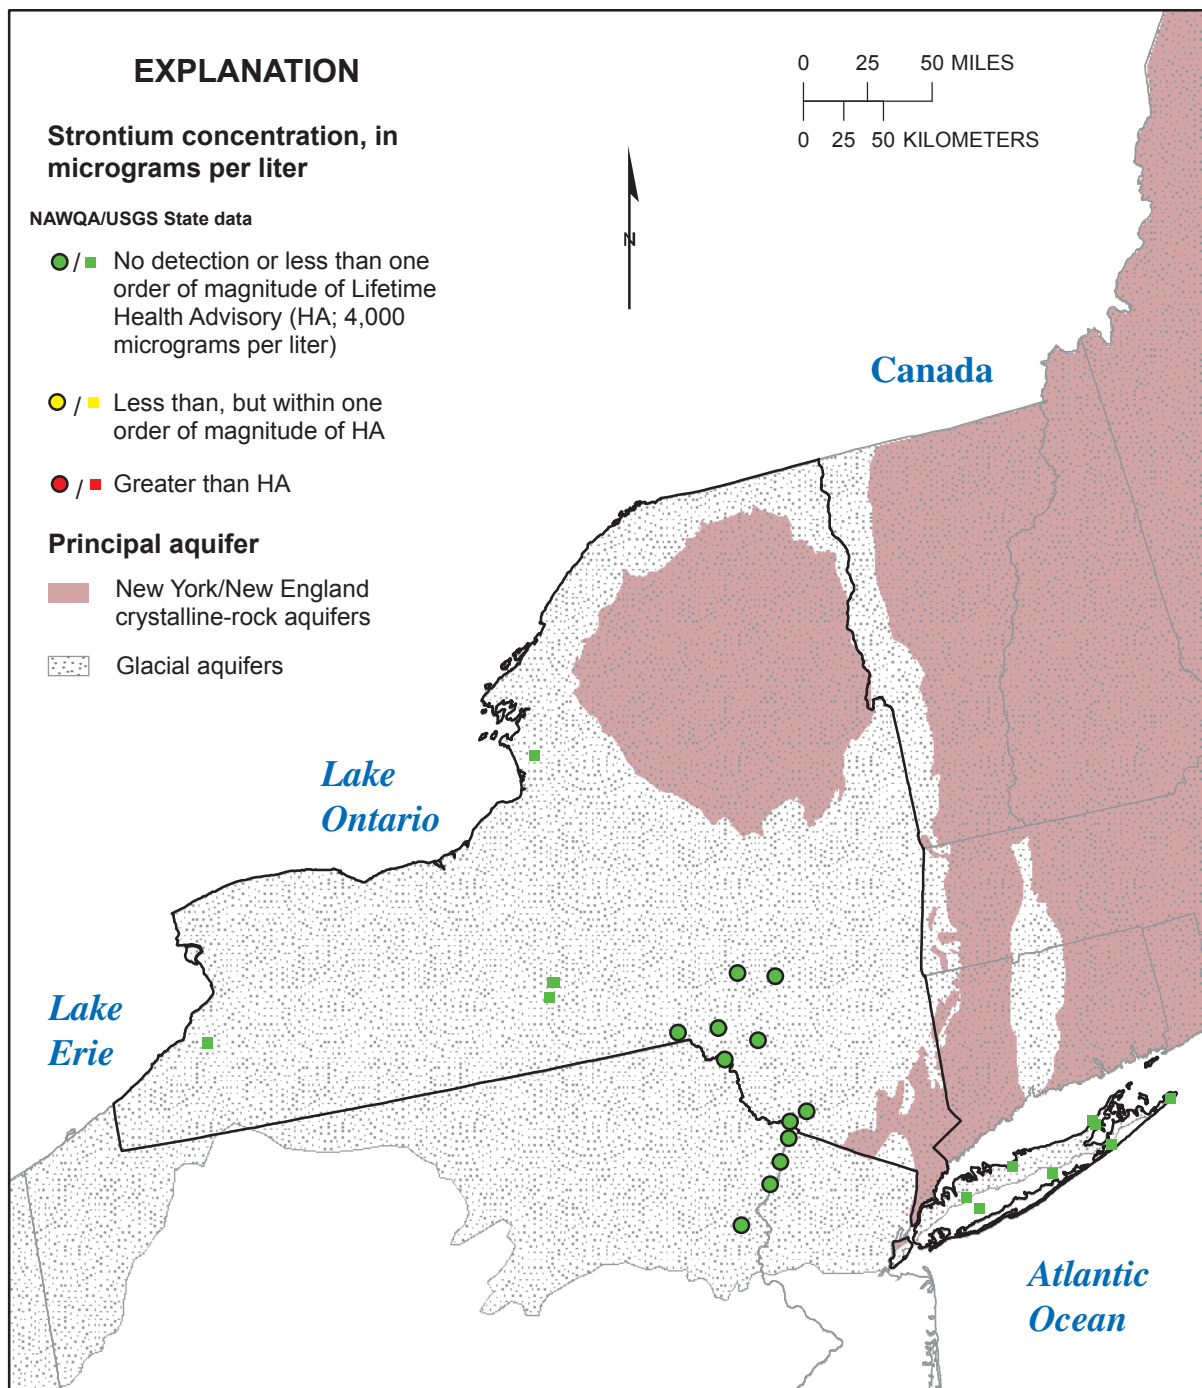 EXPLANATION
Strontium concentration, in
micrograms per liter
NAWQA/USGS State data
/ No detection or less than one
order of magnitude of Lifetime
Health Advisory (HA; 4,000
micrograms per liter)
/ Less than, but within one
order of magnitude of HA
/ Greater than HA
Principal aquifer
New York/New England
crystalline-rock aquifers
Glacial aquifers
0 25 50 MILES
0 25 50 KILOMETERS
N
Canada
Lake
Ontario
Lake
Erie
Atlantic
Ocean